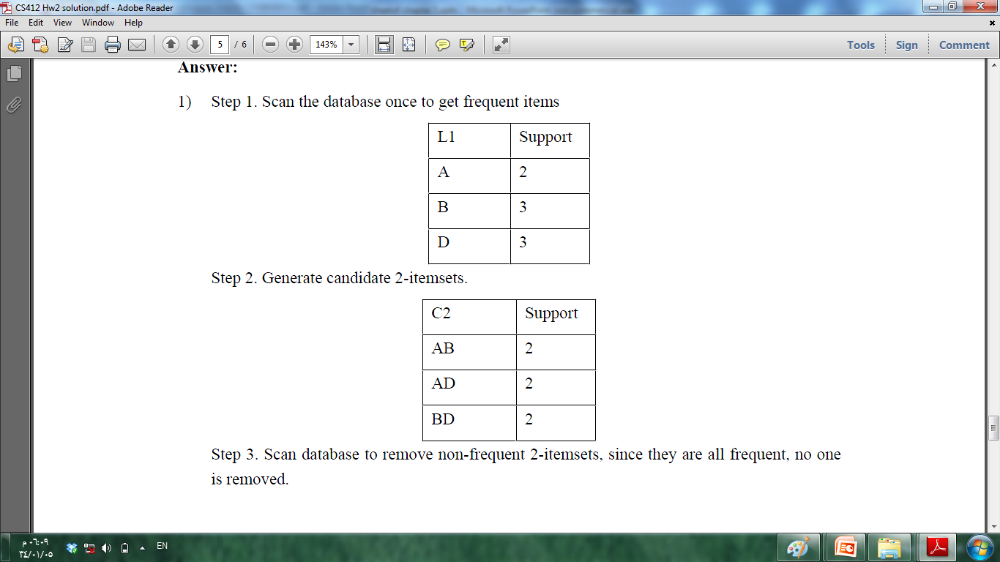 CS412 Hw2 solution.pdf - Adobe Reader
File Edit View Window Help
5 / 6 143% Tools Sign Comment
Answer:
1) Step 1. Scan the database once to get frequent items
L1 Support
A 2
B 3
D 3
Step 2. Generate candidate 2-itemsets.
C2 Support
AB 2
AD 2
BD 2
Step 3. Scan database to remove non-frequent 2-itemsets, since they are all frequent, no one
is removed.
٠٦:٠٩ م
EN
٣٤/٠١/٠٥